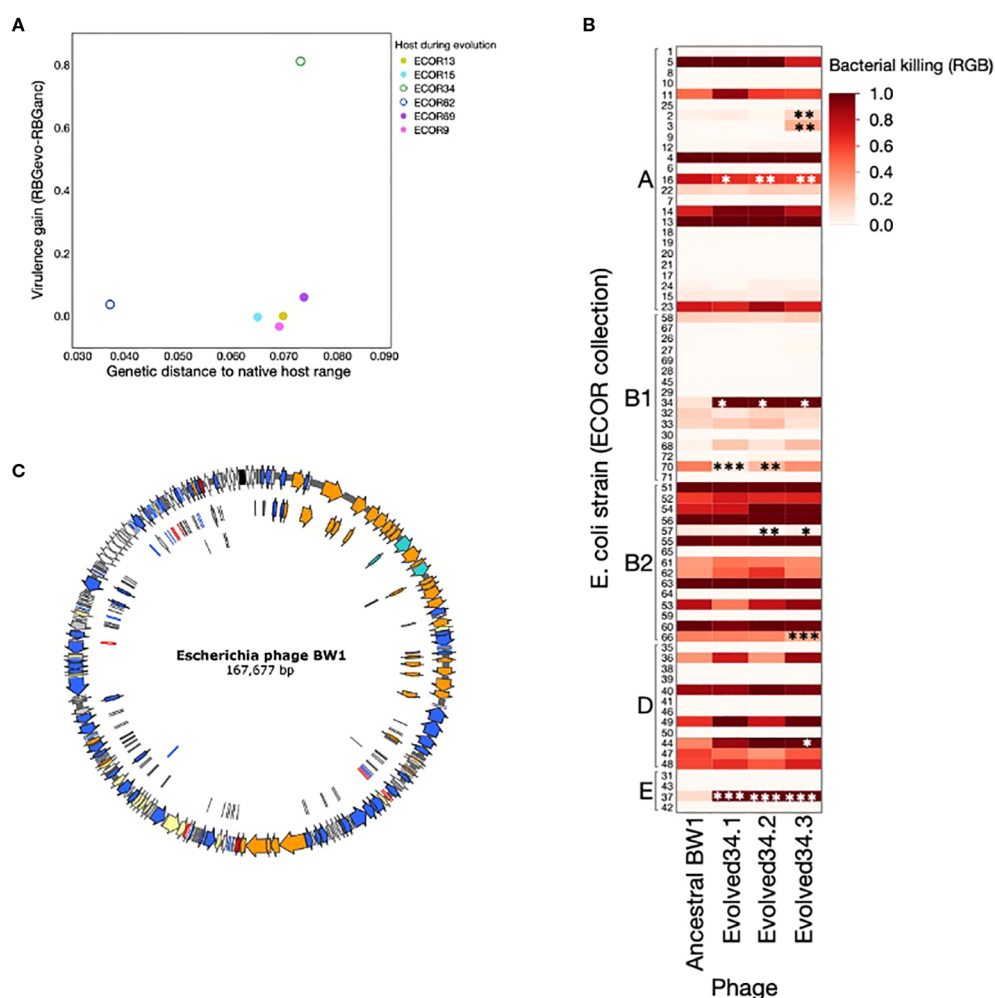 A
0.8
0.6
0.4
0.2
0.0
Virulence gain (RBGevo-RBGanc)
0.030 0.040 0.050 0.060 0.070 0.080 0.090
Genetic distance to native host range
Host during evolution
ECOR13
ECOR15
ECOR34
ECOR62
ECOR69
ECOR9
B
Bacterial killing (RGB)
1.0
0.8
0.6
0.4
0.2
0.0
E. coli strain (ECOR collection)
A
1
5
8
10
11
25
2 **
3 **
9
12
4
6
16 * ** **
22
7
14
13
18
19
20
21
17
24
15
23
B1
58
67
26
27
69
28
45
29
34 * * *
32
33
30
68
72
70 *** **
71
B2
51
52
54
56
57 ** *
55
65
61
62
63
64
53
59
60
66 ***
D
35
36
38
39
40
41
46
49
50
44 *
47
48
E
31
43
37 *** *** ***
42
Ancestral BW1
Evolved34.1
Evolved34.2
Evolved34.3
Phage
C
Escherichia phage BW1
167,677 bp